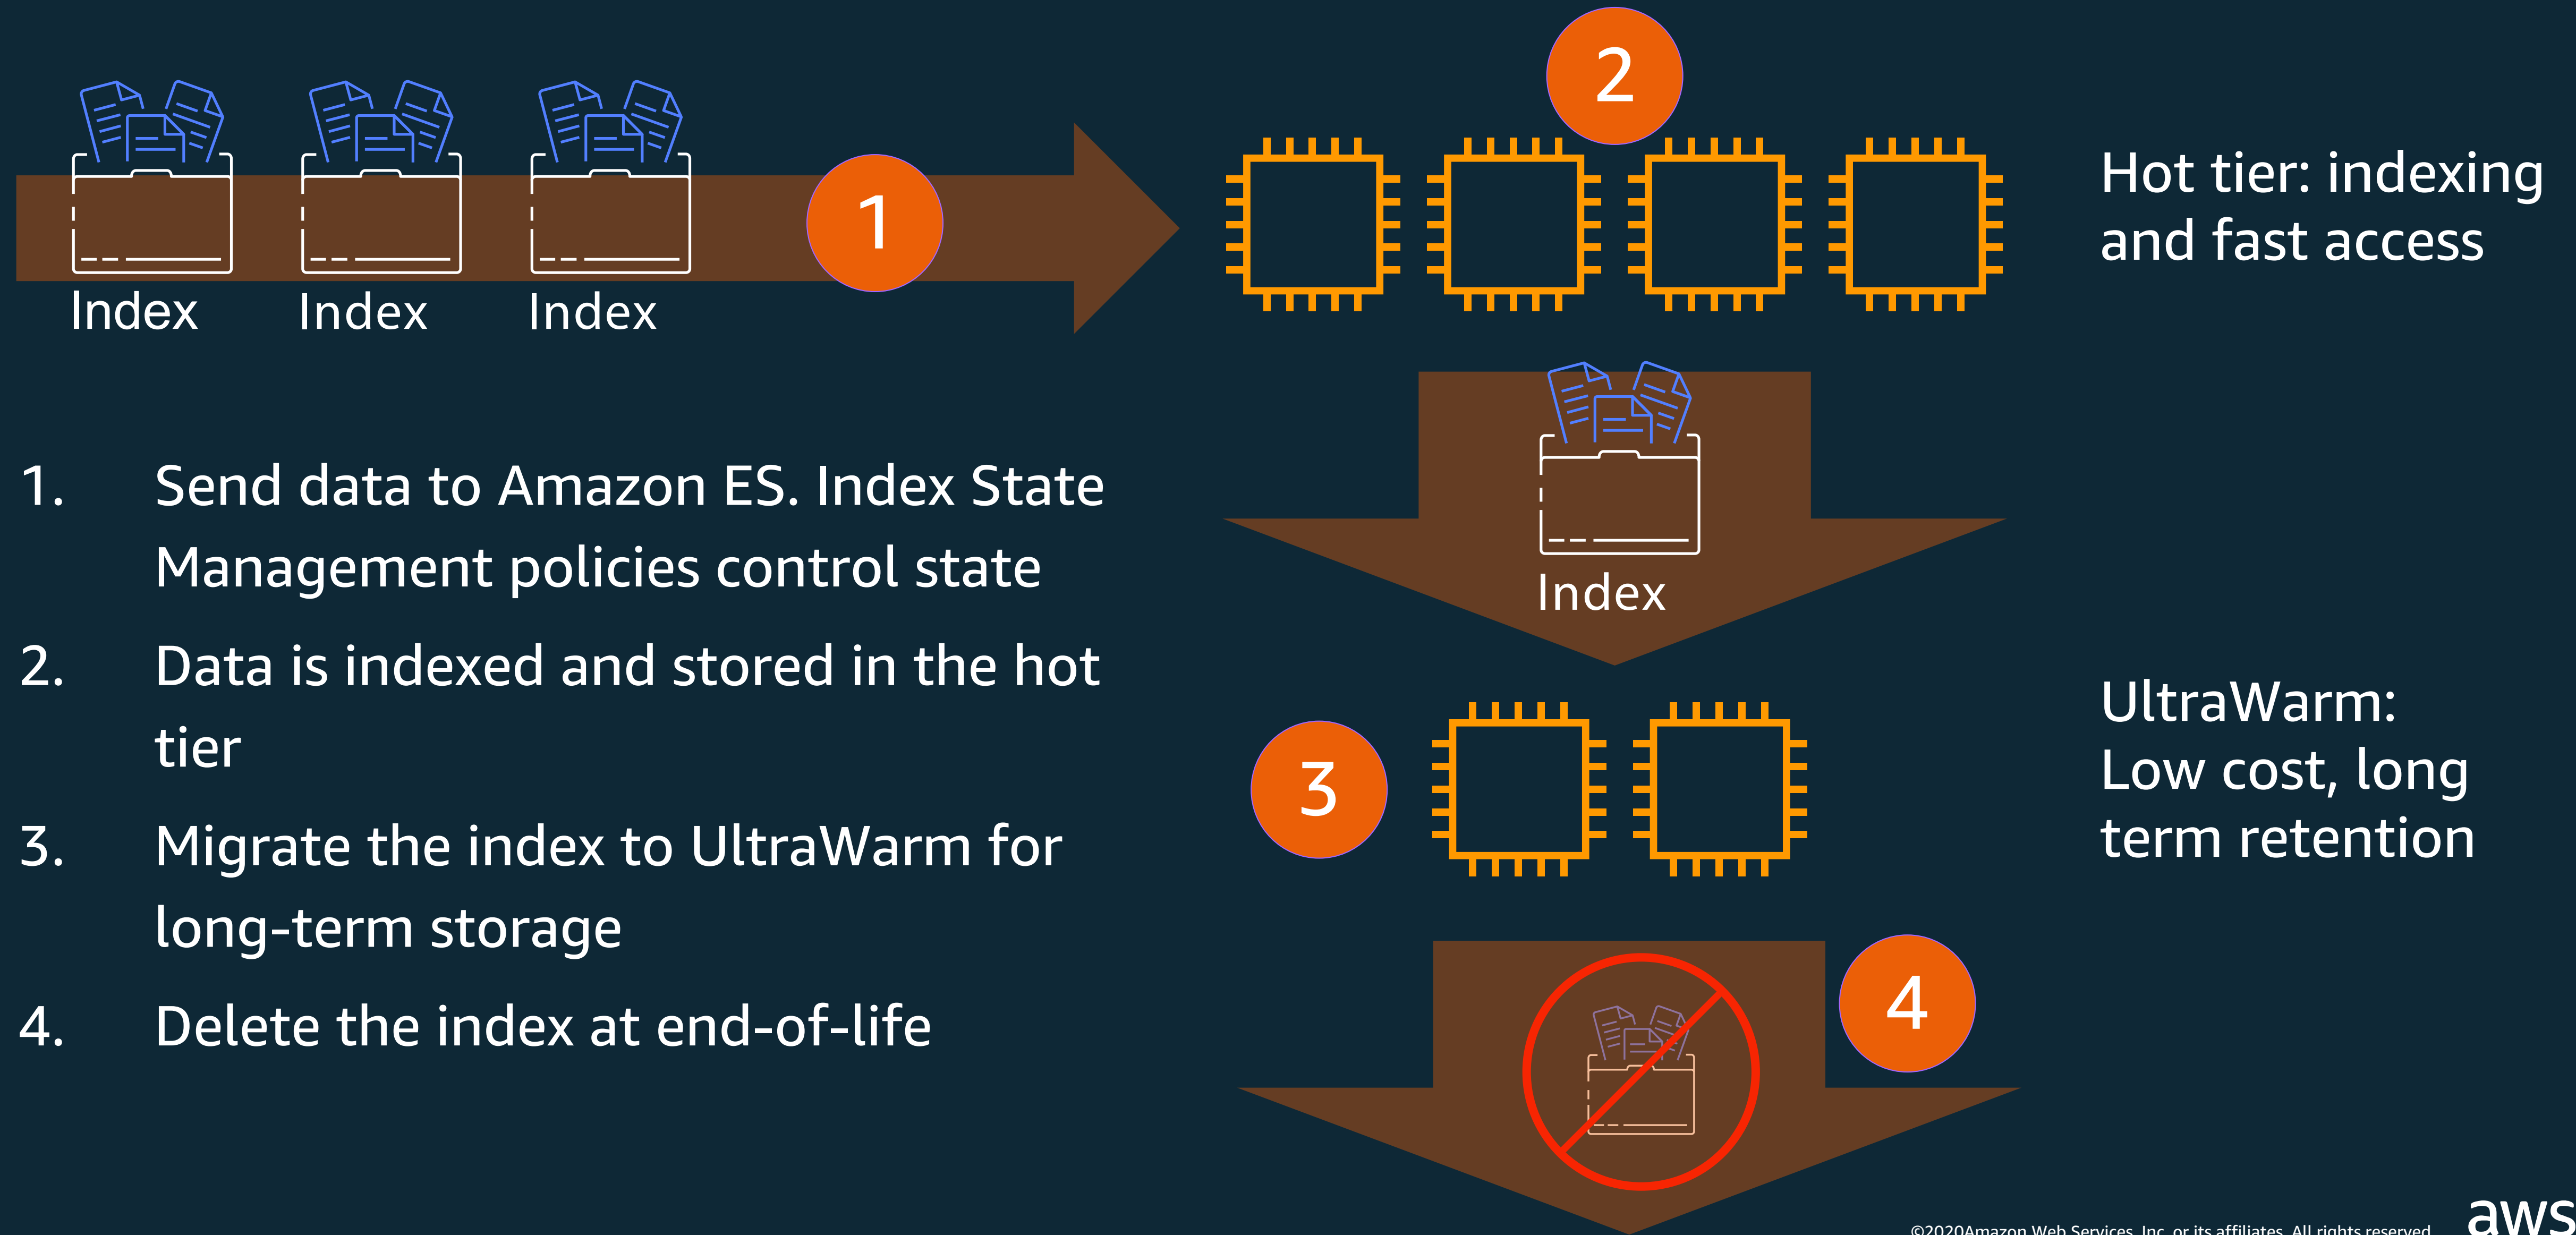 1
2
Hot tier: indexing
and fast access
Index
Index
Index
1. Send data to Amazon ES. Index State
Management policies control state
2. Data is indexed and stored in the hot
tier
3. Migrate the index to UltraWarm for
long-term storage
4. Delete the index at end-of-life
Index
3
UltraWarm:
Low cost, long
term retention
4
©2020Amazon Web Services, Inc. or its affiliates. All rights reserved
aws